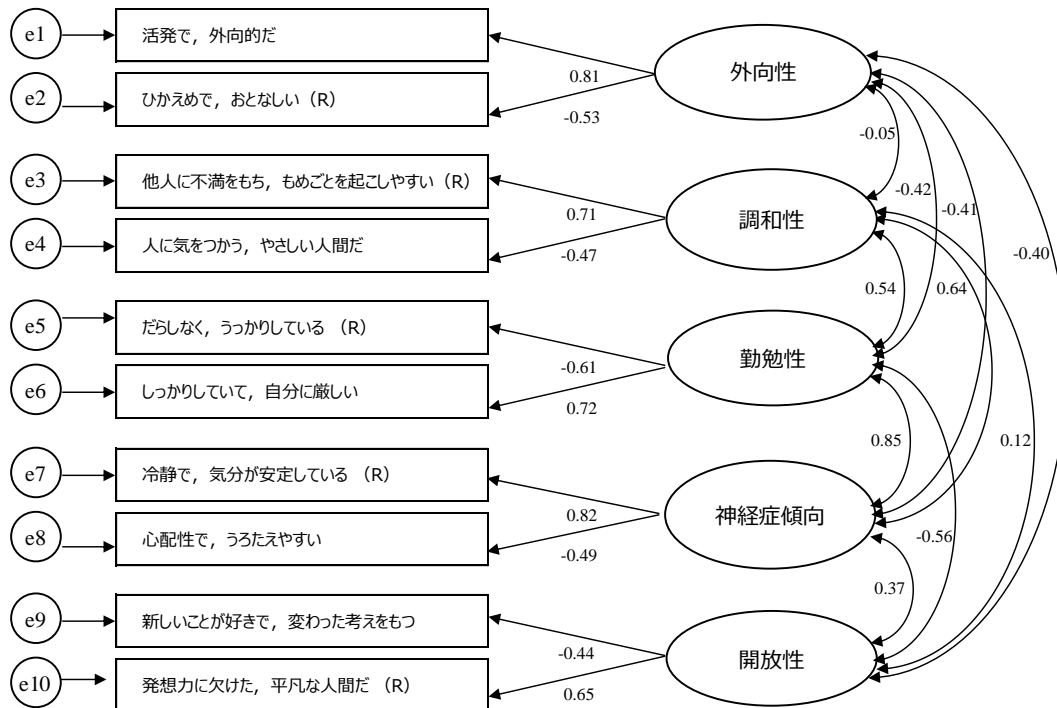 e1
活発で，外向的だ
外向性
0.81
e2
ひかえめで，おとなしい（R）
-0.53
-0.05
e3
他人に不満をもち，もめごとを起こしやすい（R）
-0.42
-0.41
0.71
調和性
e4
人に気をつかう，やさしい人間だ
-0.47
-0.40
0.54
0.64
e5
だらしなく，うっかりしている （R）
勤勉性
-0.61
e6
しっかりしていて，自分に厳しい
0.72
0.85
0.12
e7
冷静で，気分が安定している （R）
神経症傾向
0.82
e8
心配性で，うろたえやすい
-0.49
-0.56
0.37
e9
新しいことが好きで，変わった考えをもつ
-0.44
開放性
e10
発想力に欠けた，平凡な人間だ （R）
0.65